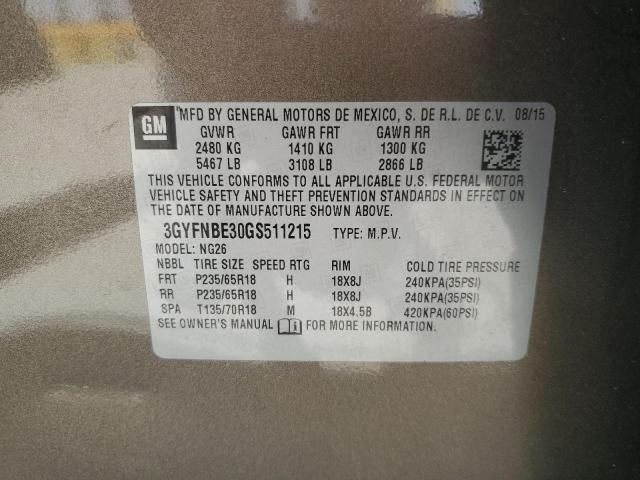 GM
"MFD BY GENERAL MOTORS DE MEXICO, S. DE R.L. DE C.V. 08/15
GVWR GAWR FRT GAWR RR
2480 KG 1410 KG 1300 KG
5467 LB 3108 LB 2866 LB
THIS VEHICLE CONFORMS TO ALL APPLICABLE U.S. FEDERAL MOTOR
VEHICLE SAFETY AND THEFT PREVENTION STANDARDS IN EFFECT ON
THE DATE OF MANUFACTURE SHOWN ABOVE.
3GYFNBE30GS511215 TYPE: M.P.V.
MODEL: NG26
NBBL TIRE SIZE SPEED RTG RIM COLD TIRE PRESSURE
FRT P235/65R18 H 18X8J 240KPA(35PSI)
RR P235/65R18 H 18X8J 240KPA(35PSI)
SPA T135/70R18 M 18X4.5B 420KPA(60PSI)
SEE OWNER'S MANUAL FOR MORE INFORMATION.